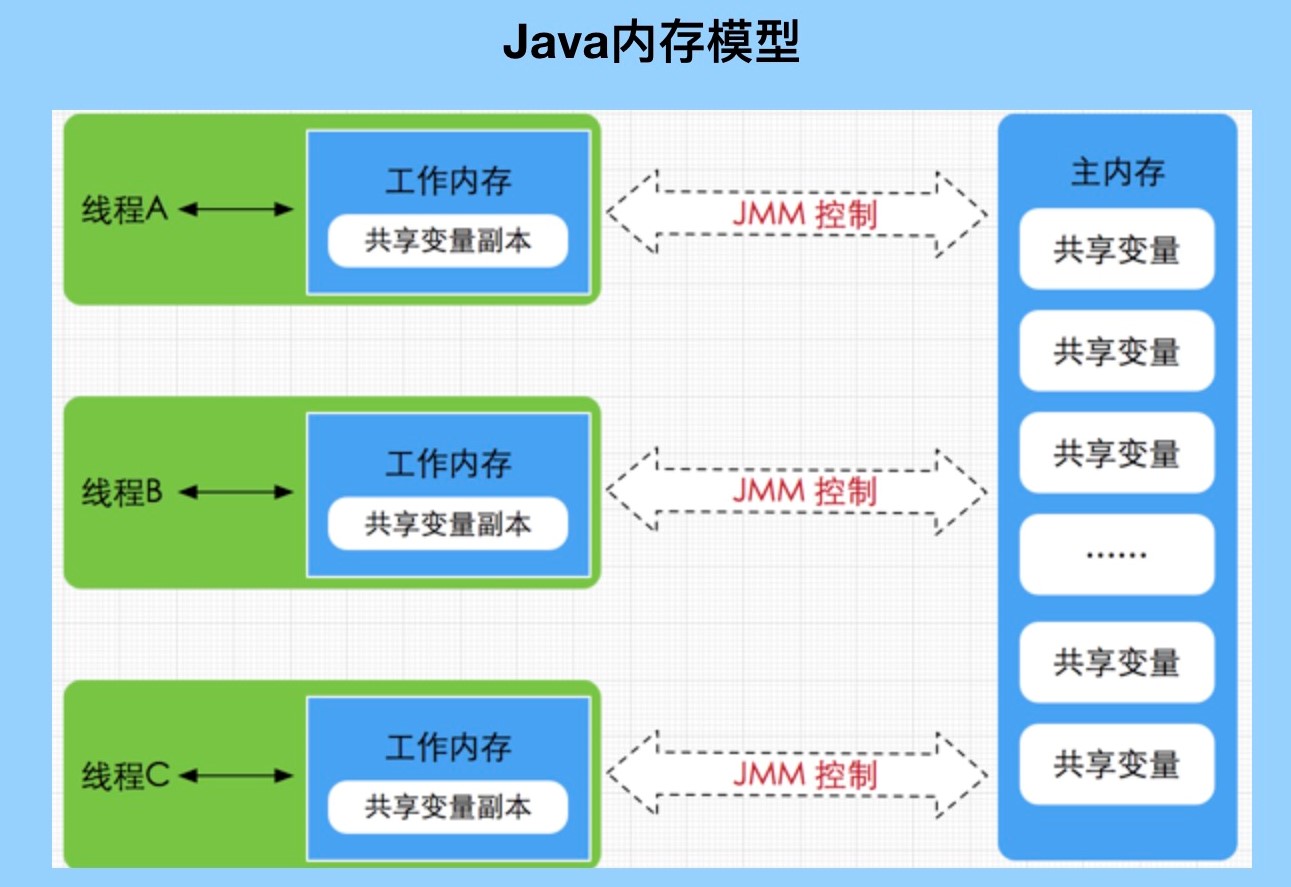 Java内存模型
线程A
工作内存
共享变量副本
JMM 控制
线程B
工作内存
共享变量副本
JMM 控制
线程C
工作内存
共享变量副本
JMM 控制
主内存
共享变量
共享变量
共享变量
......
共享变量
共享变量